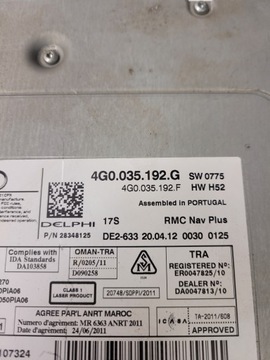 4G0.035.192.G SW 0775
4G0.035.192.F HW H52
Assembled in PORTUGAL
DELPHI 17S RMC Nav Plus
P/N 28348125 DE2-633 20.04.12 0030 0125
Complies with
IDA Standards
DA103858
OMAN-TRA
R/0205/11
D090258
TRA
REGISTERED No:
ER0047825/10
DEALER No:
DA0047813/10
CLASS 1
LASER PRODUCT
20748/SDPPI/2011
TA-2011/808
AGREE PAR L'ANRT MAROC
Numéro d'agrément: MR 6363 ANRT 2011
Date d'agrément: 24/06/2011
107324